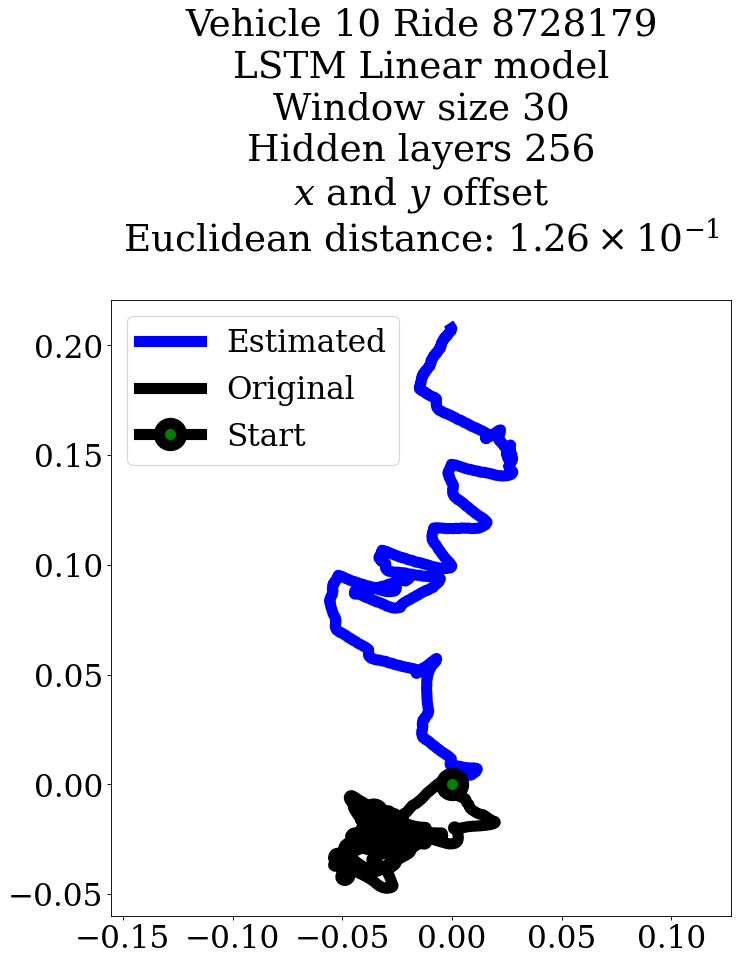 Vehicle 10 Ride 8728179
LSTM Linear model
Window size 30
Hidden layers 256
x and y offset
Euclidean distance: 1.26 × 10⁻¹
Estimated
Original
Start
0.20
0.15
0.10
0.05
0.00
−0.05
−0.15 −0.10 −0.05 0.00 0.05 0.10